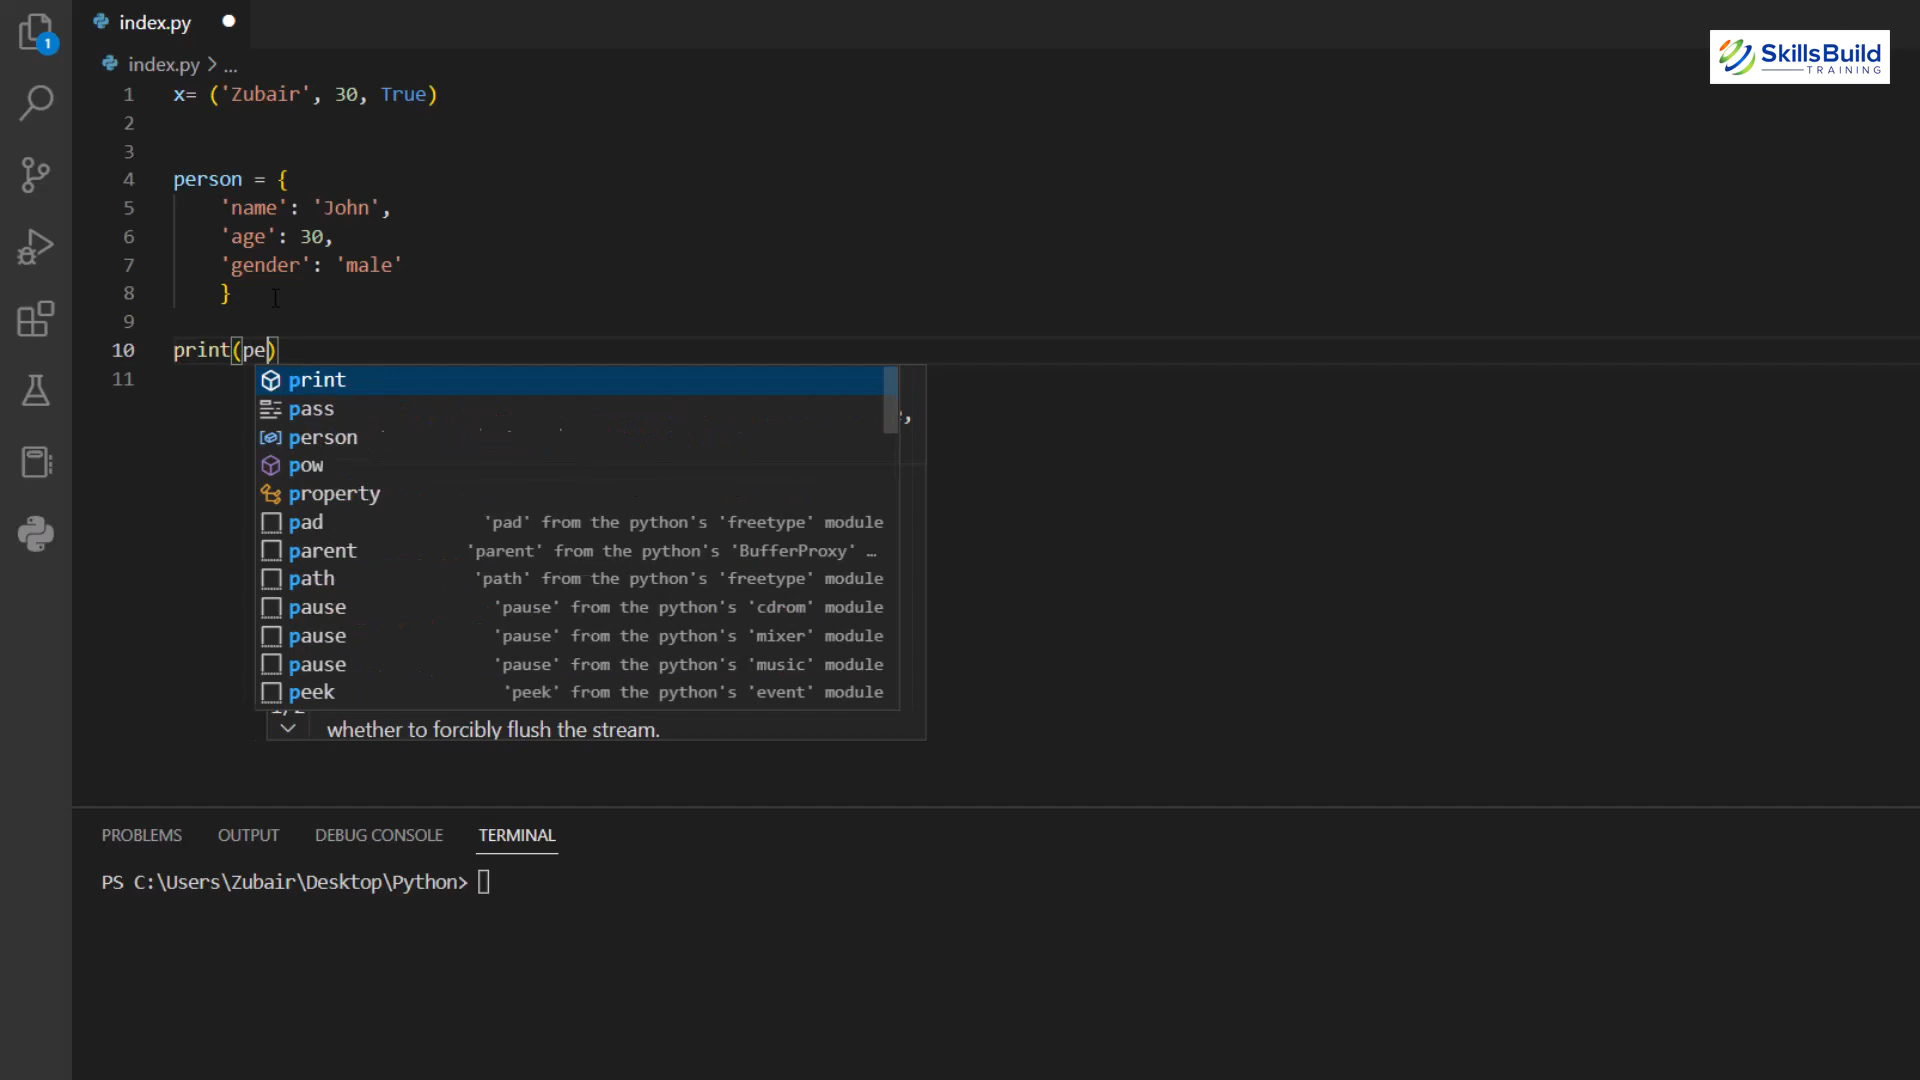 index.py
1
SkillsBuild
TRAINING
index.py > ...
1 x= ('Zubair', 30, True)
2
3
4 person = {
5 'name': 'John',
6 'age': 30,
7 'gender': 'male'
8 }
9
10 print(pe)
11
print
pass
person
pow
property
pad 'pad' from the python's 'freetype' module
parent 'parent' from the python's 'BufferProxy' …
path 'path' from the python's 'freetype' module
pause 'pause' from the python's 'cdrom' module
pause 'pause' from the python's 'mixer' module
pause 'pause' from the python's 'music' module
peek 'peek' from the python's 'event' module
whether to forcibly flush the stream.
PROBLEMS OUTPUT DEBUG CONSOLE TERMINAL
PS C:\Users\Zubair\Desktop\Python>